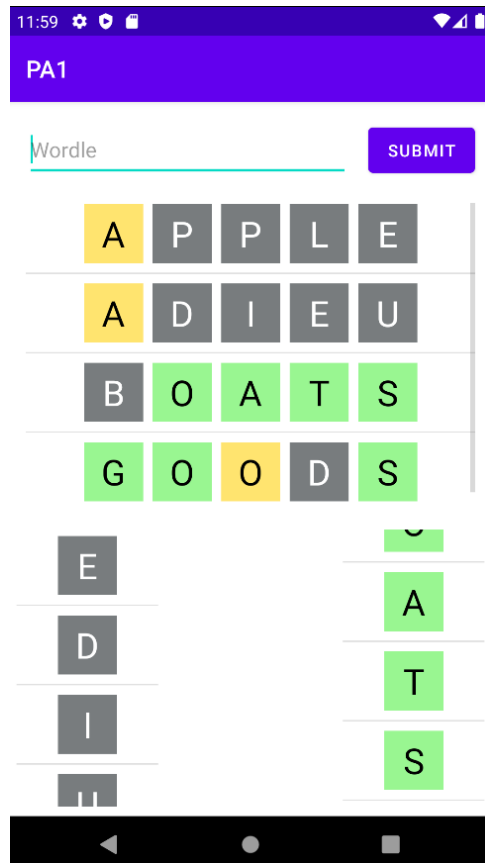 11:59
PA1
Wordle SUBMIT
A P P L E
A D I E U
B O A T S
G O O D S
E
A
D
T
I
S
U